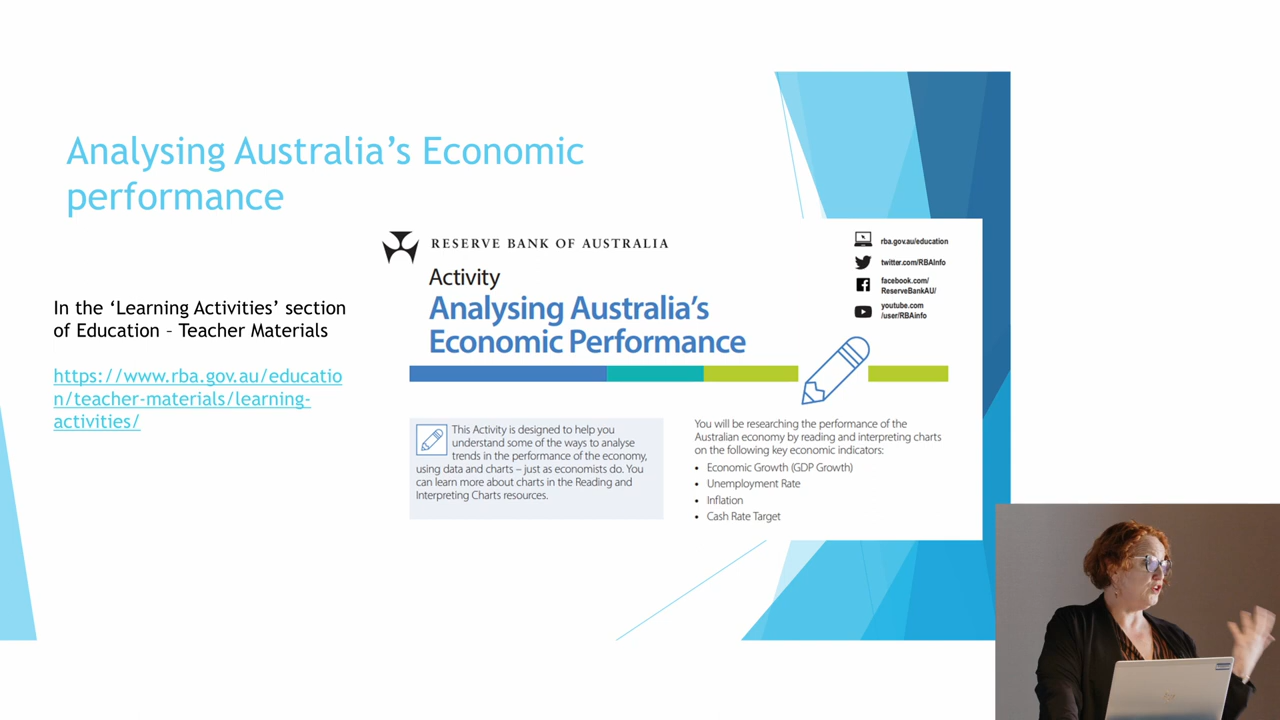 Analysing Australia’s Economic
performance
In the ‘Learning Activities’ section
of Education – Teacher Materials
https://www.rba.gov.au/educatio
n/teacher-materials/learning-
activities/
RESERVE BANK OF AUSTRALIA
Activity
Analysing Australia’s
Economic Performance
rba.gov.au/education
twitter.com/RBAInfo
facebook.com/
ReserveBankAU/
youtube.com
/user/RBAinfo
This Activity is designed to help you
understand some of the ways to analyse
trends in the performance of the economy,
using data and charts – just as economists do. You
can learn more about charts in the Reading and
Interpreting Charts resources.
You will be researching the performance of the
Australian economy by reading and interpreting charts
on the following key economic indicators:
• Economic Growth (GDP Growth)
• Unemployment Rate
• Inflation
• Cash Rate Target